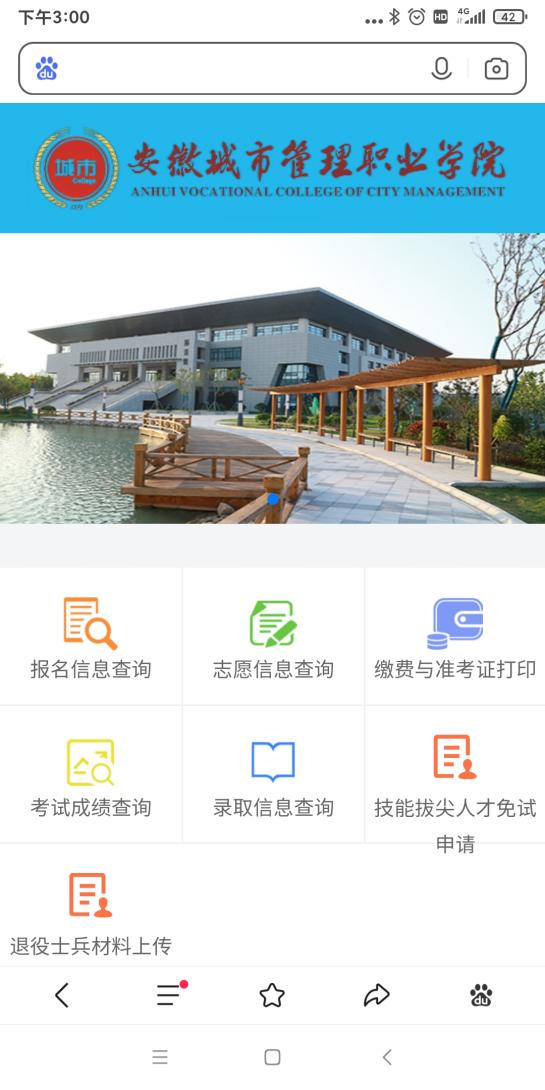 下午3:00
HD
4G
42
du
城市
College
安徽城市管理职业学院
ANHUI VOCATIONAL COLLEGE OF CITY MANAGEMENT
报名信息查询
志愿信息查询
缴费与准考证打印
考试成绩查询
录取信息查询
技能拔尖人才免试
申请
退役士兵材料上传
du